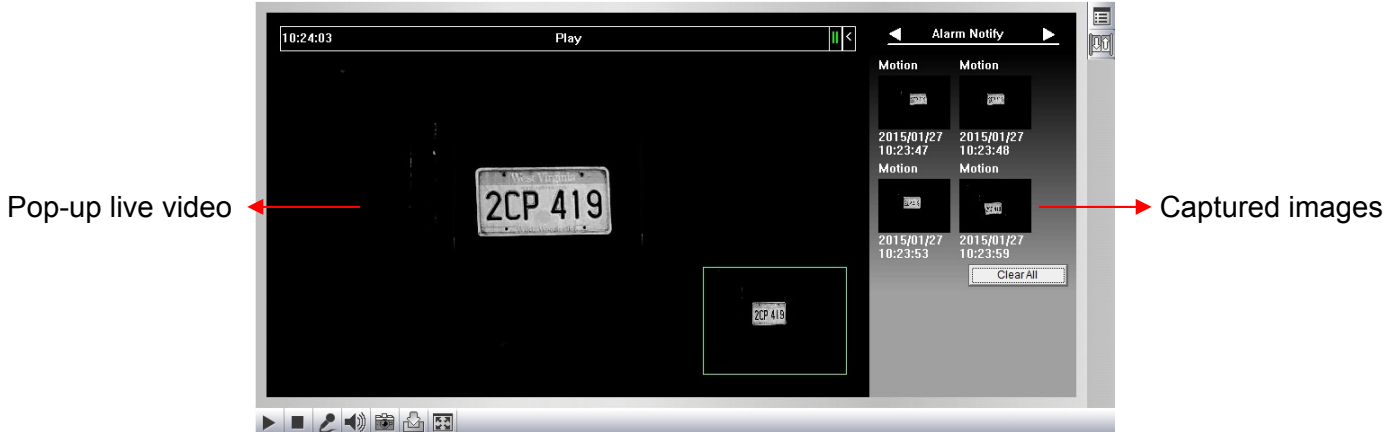 10:24:03 Play
Alarm Notify
Motion Motion
2015/01/27 2015/01/27
10:23:47 10:23:48
Motion Motion
2015/01/27 2015/01/27
10:23:53 10:23:59
Clear All
West Virginia
2CP 419
2CP 419
Pop-up live video
Captured images